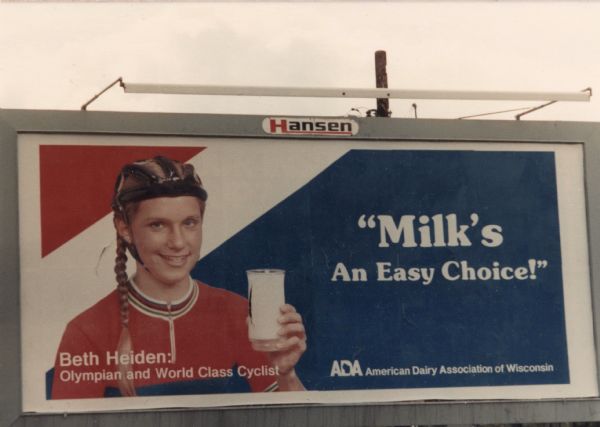 Hansen
"Milk's
An Easy Choice!"
Beth Heiden:
Olympian and World Class Cyclist
ADA American Dairy Association of Wisconsin